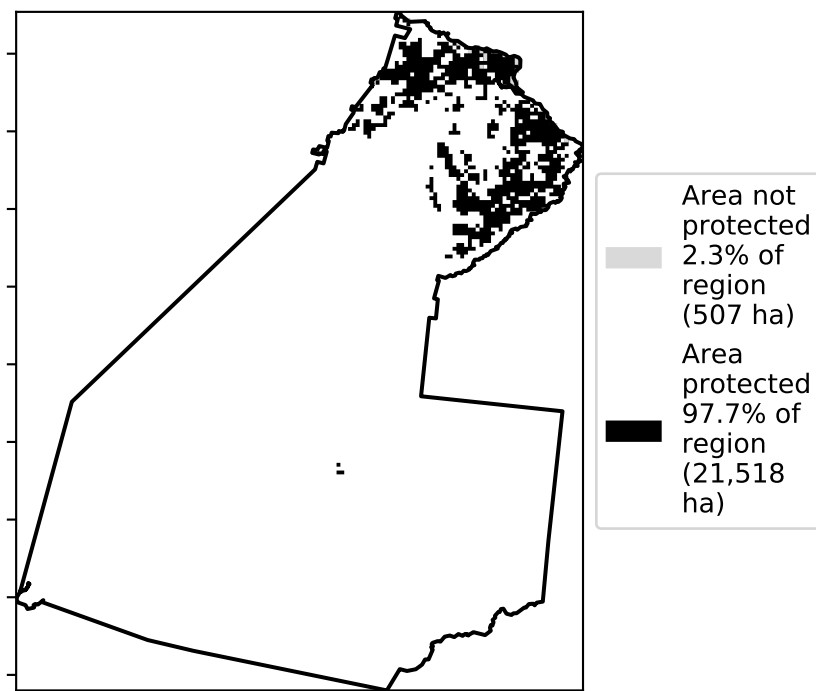 Area not
protected
2.3% of
region
(507 ha)
Area
protected
97.7% of
region
(21,518
ha)